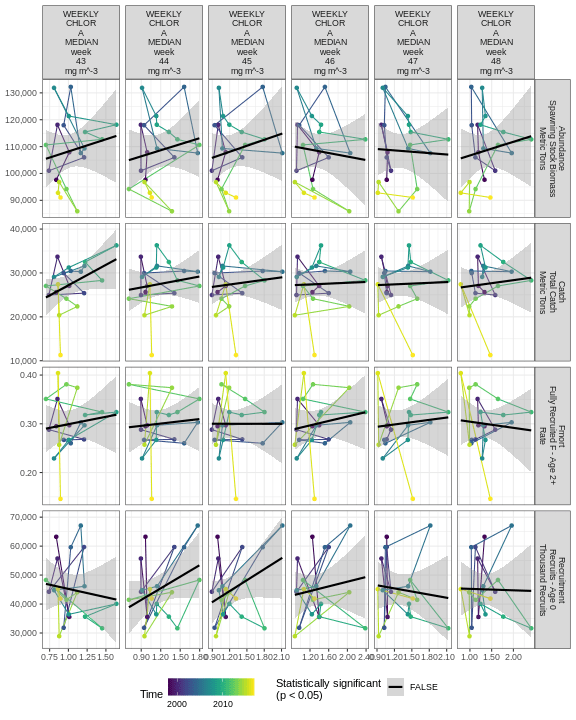 WEEKLY WEEKLY WEEKLY WEEKLY WEEKLY WEEKLY
CHLOR CHLOR CHLOR CHLOR CHLOR CHLOR
A A A A A A
MEDIAN MEDIAN MEDIAN MEDIAN MEDIAN MEDIAN
week week week week week week
43 44 45 46 47 48
mg m^-3 mg m^-3 mg m^-3 mg m^-3 mg m^-3 mg m^-3
130,000
120,000
110,000
100,000
90,000
Abundance
Spawning Stock Biomass
Metric Tons
40,000
30,000
20,000
10,000
Catch
Total Catch
Metric Tons
0.40
0.30
0.20
Fmort
Fully Recruited F - Age 2+
Rate
70,000
60,000
50,000
40,000
30,000
Recruitment
Recruits - Age 0
Thousand Recruits
0.75 1.00 1.25 1.50 0.90 1.20 1.50 1.80 0.90 1.20 1.50 1.80 2.10 1.20 1.60 2.00 2.40 0.90 1.20 1.50 1.80 2.10 1.00 1.50 2.00
Time
2000 2010
Statistically significant
(p < 0.05)
FALSE